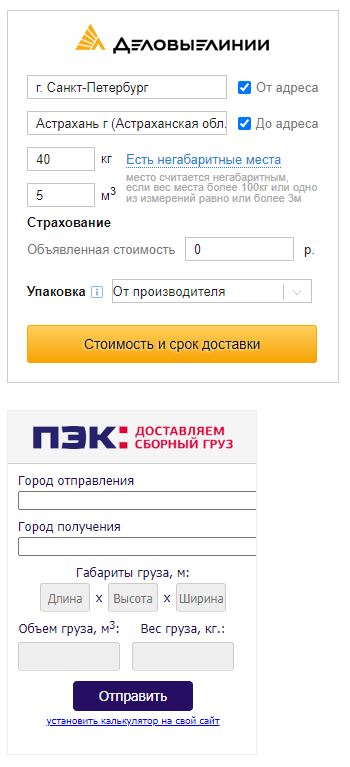 ДЕЛОВЫЕЛИНИИ
г. Санкт-Петербург
От адреса
Астрахань г (Астраханская обл.
До адреса
40 кг Есть негабаритные места
место считается негабаритным,
5 м3 если вес места более 100кг или одно
из измерений равно или более 3м
Страхование
Объявленная стоимость 0 р.
Упаковка i От производителя
Стоимость и срок доставки
ПЭК: ДОСТАВЛЯЕМ
СБОРНЫЙ ГРУЗ
Город отправления
Город получения
Габариты груза, м:
Длина x Высота x Ширина
Объем груза, м3: Вес груза, кг.:
Отправить
установить калькулятор на свой сайт